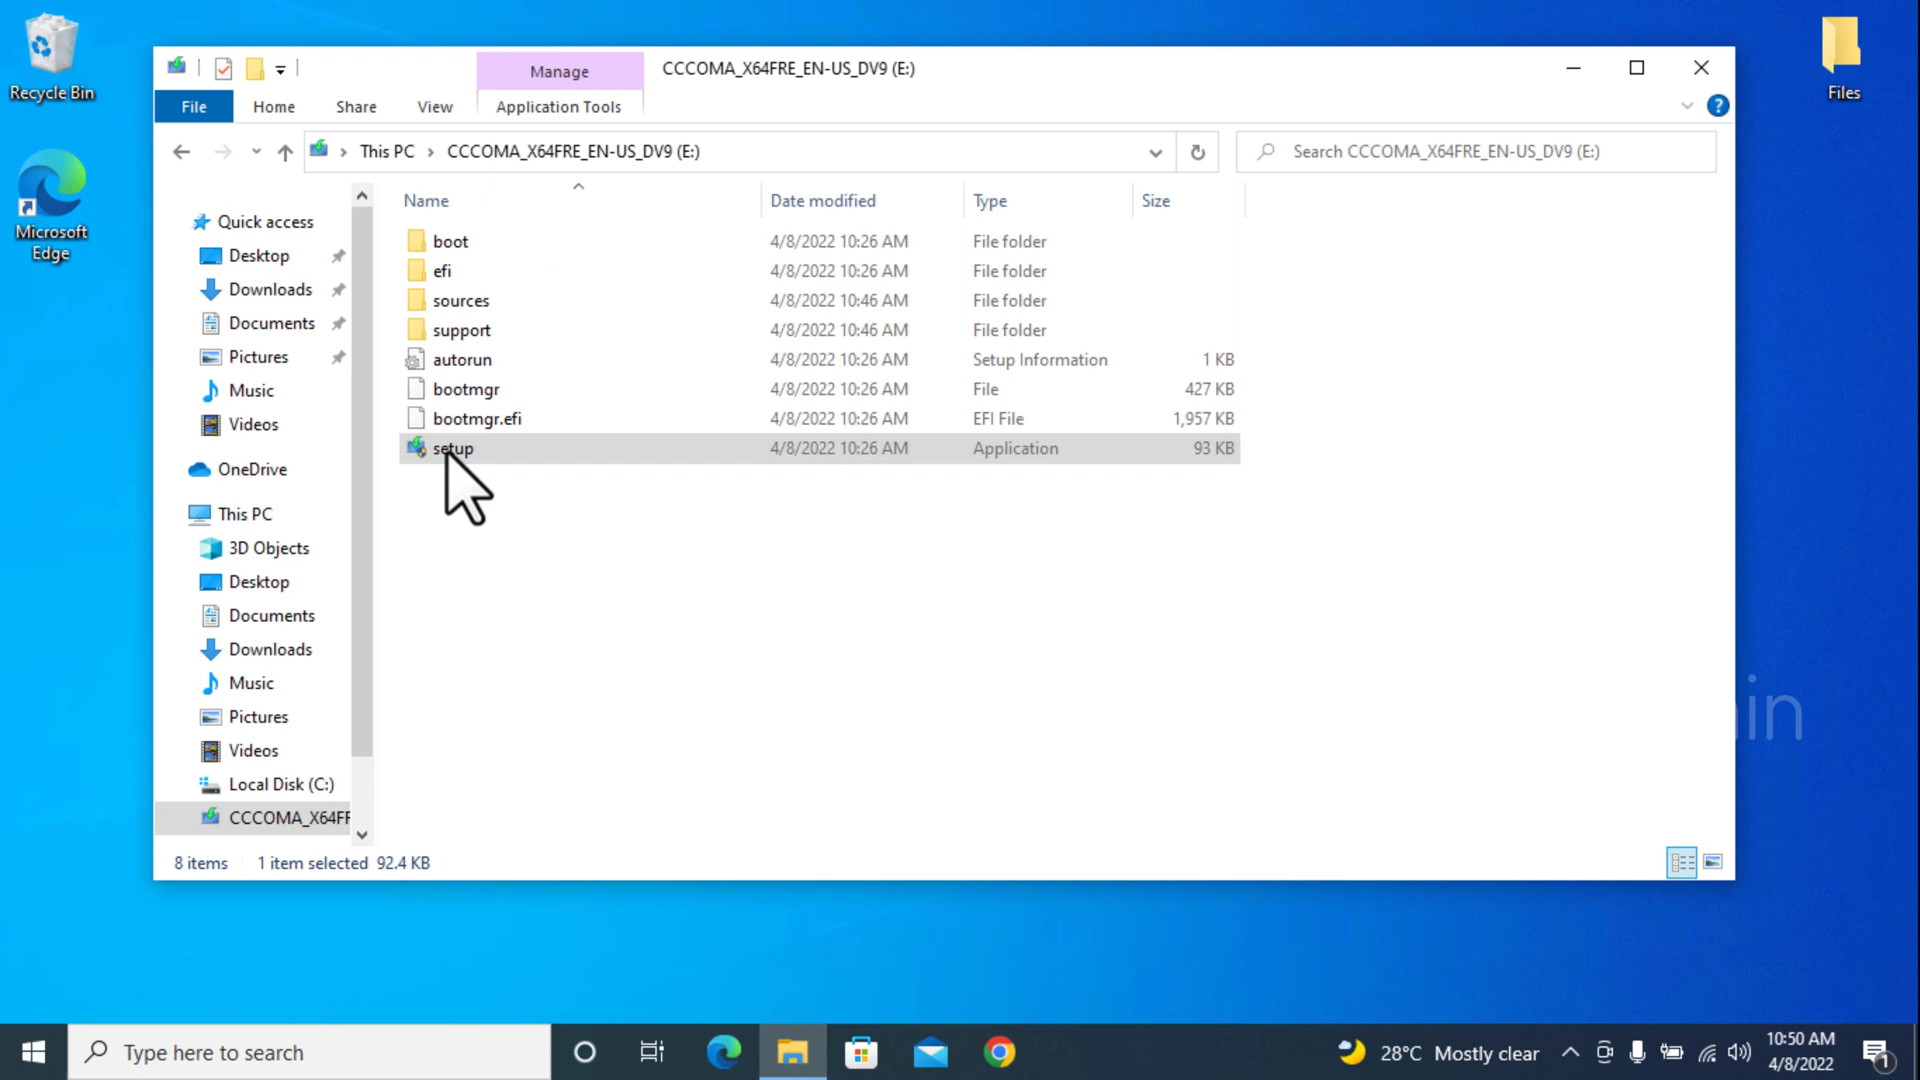 Recycle Bin
Microsoft
Edge
Files
Manage
CCCOMA_X64FRE_EN-US_DV9 (E:)
File
Home
Share
View
Application Tools
This PC
CCCOMA_X64FRE_EN-US_DV9 (E:)
Search CCCOMA_X64FRE_EN-US_DV9 (E:)
Name
Date modified
Type
Size
boot 4/8/2022 10:26 AM File folder
efi 4/8/2022 10:26 AM File folder
sources 4/8/2022 10:46 AM File folder
support 4/8/2022 10:46 AM File folder
autorun 4/8/2022 10:26 AM Setup Information 1 KB
bootmgr 4/8/2022 10:26 AM File 427 KB
bootmgr.efi 4/8/2022 10:26 AM EFI File 1,957 KB
setup 4/8/2022 10:26 AM Application 93 KB
Quick access
Desktop
Downloads
Documents
Pictures
Music
Videos
OneDrive
This PC
3D Objects
Desktop
Documents
Downloads
Music
Pictures
Videos
Local Disk (C:)
CCCOMA_X64FF
8 items 1 item selected 92.4 KB
Type here to search
28°C Mostly clear
10:50 AM
4/8/2022
1